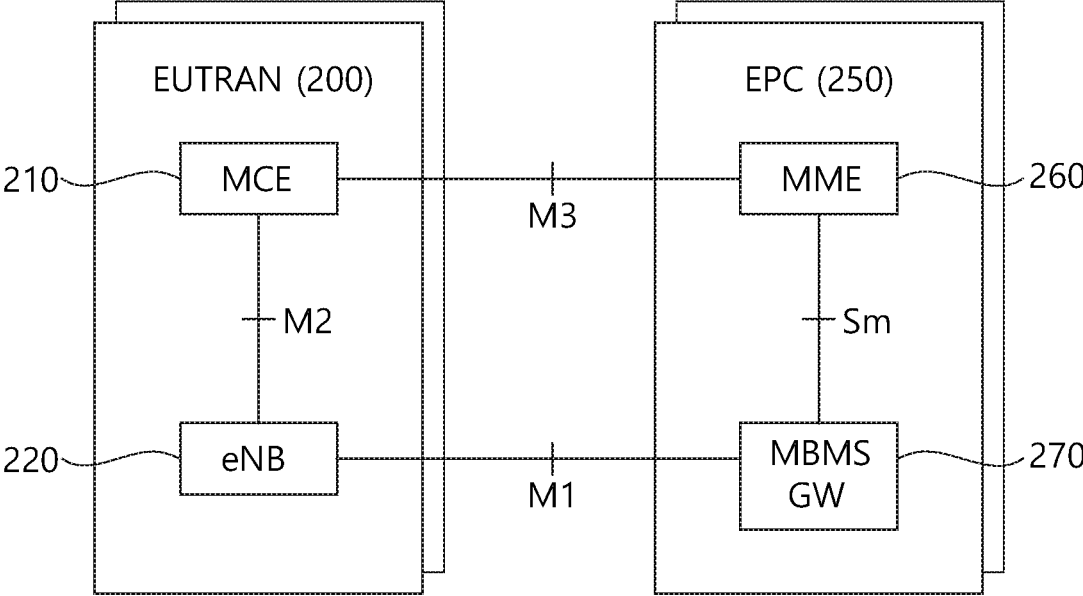 EUTRAN (200)
EPC (250)
210
MCE
MME
260
M3
M2
Sm
220
eNB
MBMS
GW
270
M1